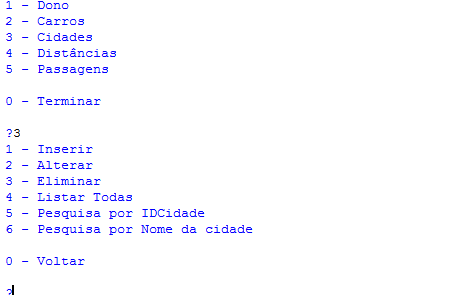 1 - Dono
2 - Carros
3 - Cidades
4 - Distâncias
5 - Passagens
0 - Terminar
?3
1 - Inserir
2 - Alterar
3 - Eliminar
4 - Listar Todas
5 - Pesquisa por IDCidade
6 - Pesquisa por Nome da cidade
0 - Voltar
?